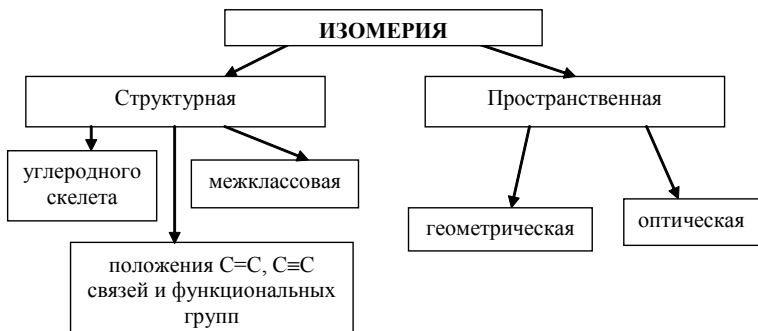 ИЗОМЕРИЯ
Структурная
Пространственная
углеродного
скелета
межклассовая
геометрическая
оптическая
положения С=С, С≡С
связей и функциональных
групп